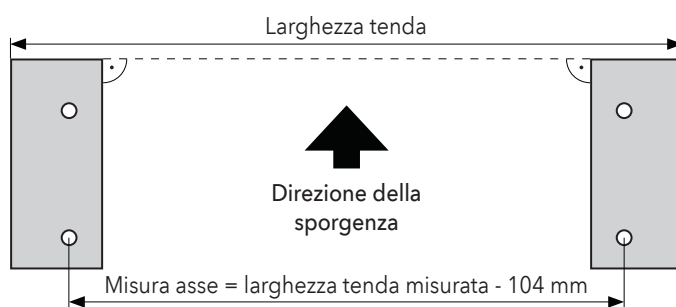 Larghezza tenda
Direzione della
sporgenza
Misura asse = larghezza tenda misurata - 104 mm